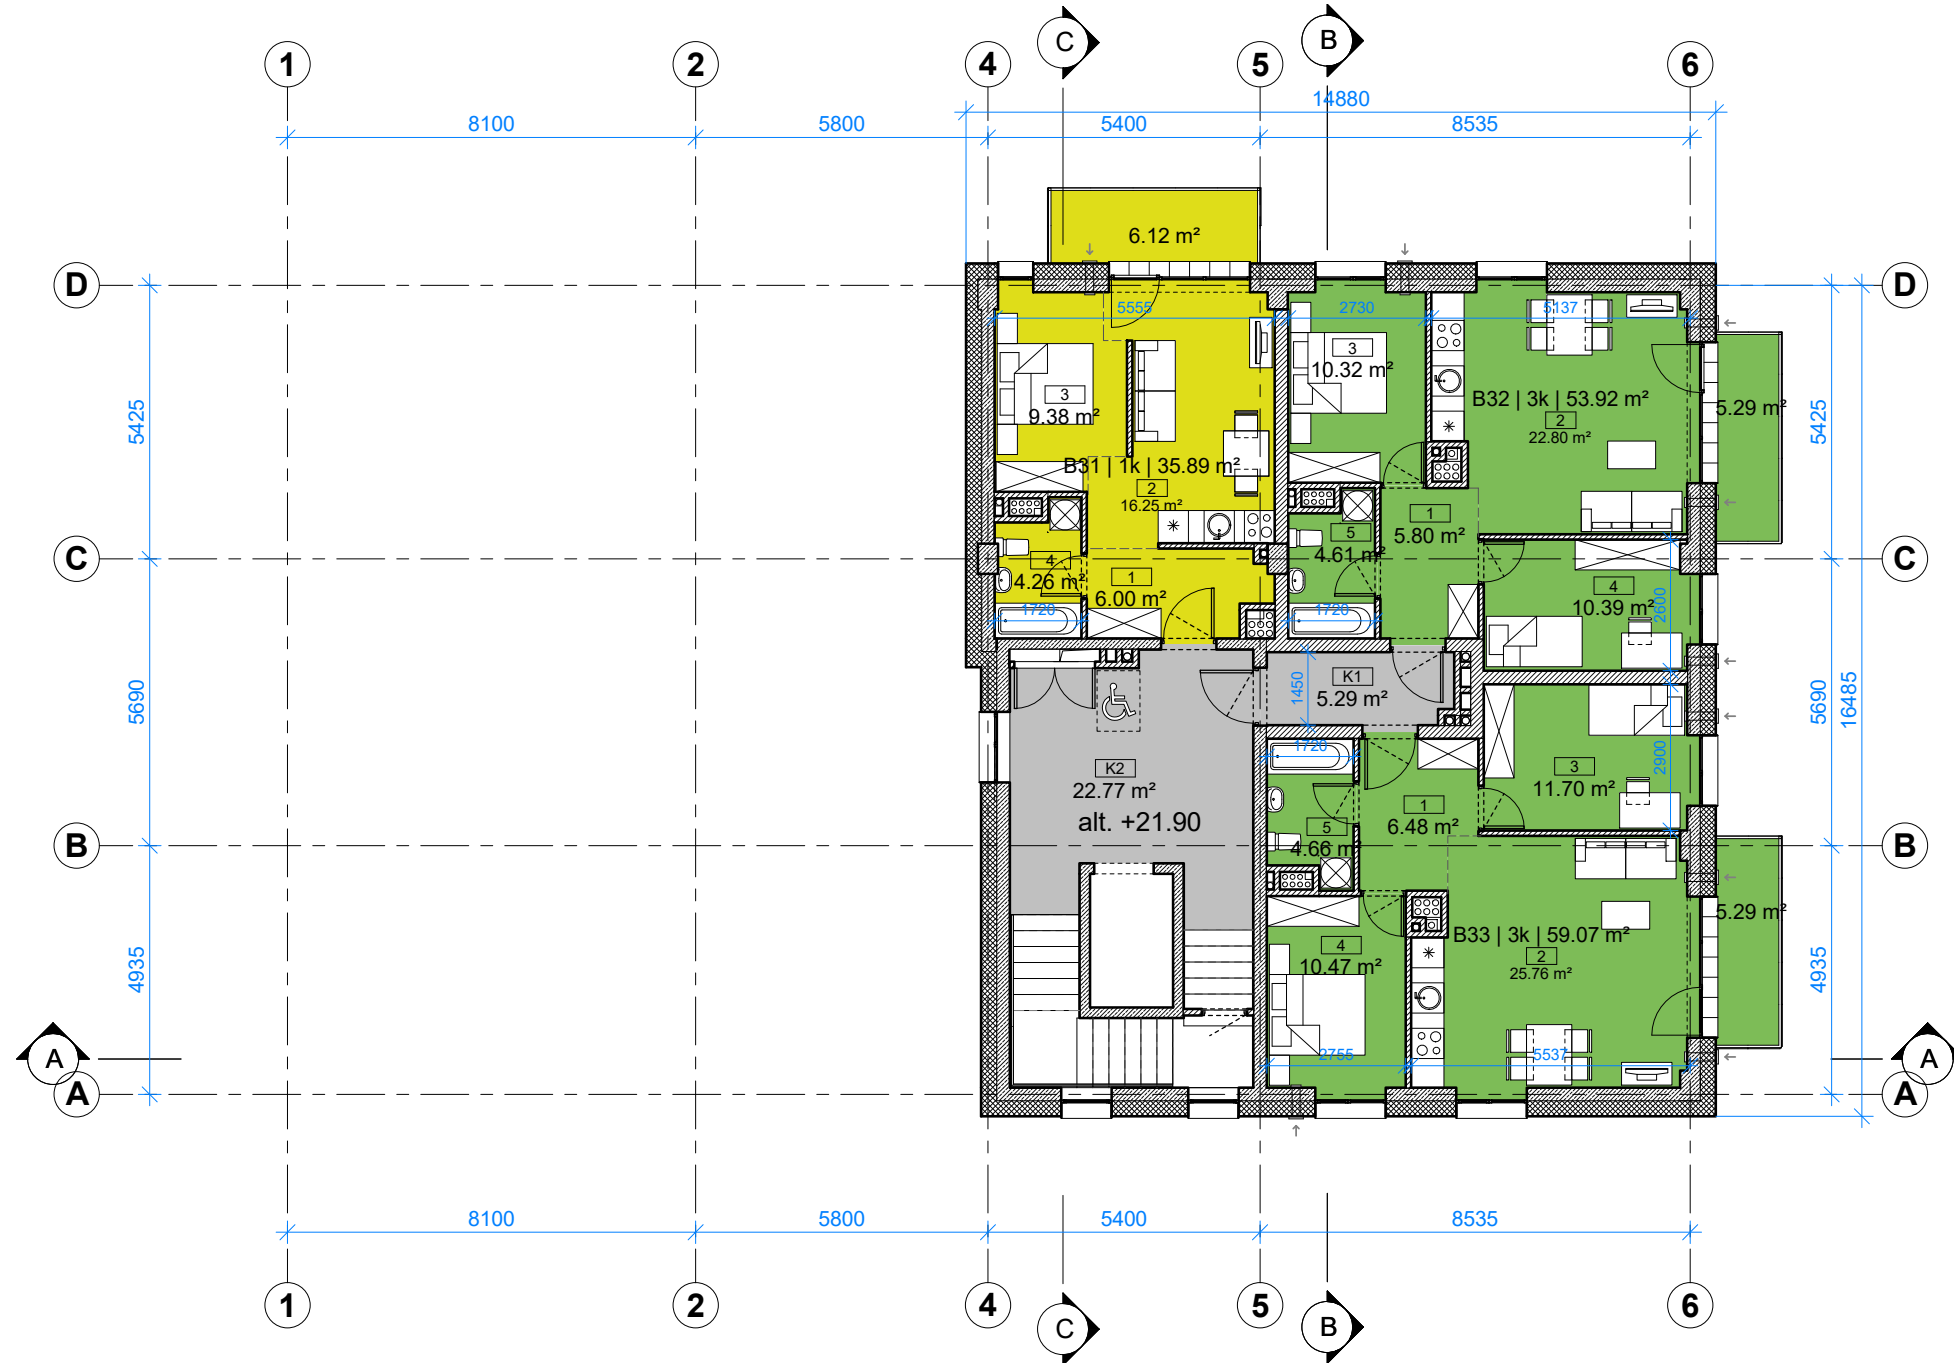 C
B
1
2
4
5
6
14880
8100
5800
5400
8535
6.12 m²
D
D
5555
2730
5137
3
10.32 m²
3
9.38 m²
B32 | 3k | 53.92 m²
2
22.80 m²
5.29 m²
5425
5425
B31 | 1k | 35.89 m²
2
16.25 m²
1
5.80 m²
5
4.61 m²
C
C
4
4.26 m²
1
6.00 m²
4
10.39 m²
2600
1720
1720
K1
5.29 m²
1450
5690
5690
16485
1720
2900
K2
22.77 m²
alt. +21.90
3
11.70 m²
1
6.48 m²
5
4.66 m²
B
B
5.29 m²
B33 | 3k | 59.07 m²
2
25.76 m²
4
10.47 m²
4935
4935
2755
5537
A
A
A
A
8100
5800
5400
8535
1
2
4
5
6
C
B